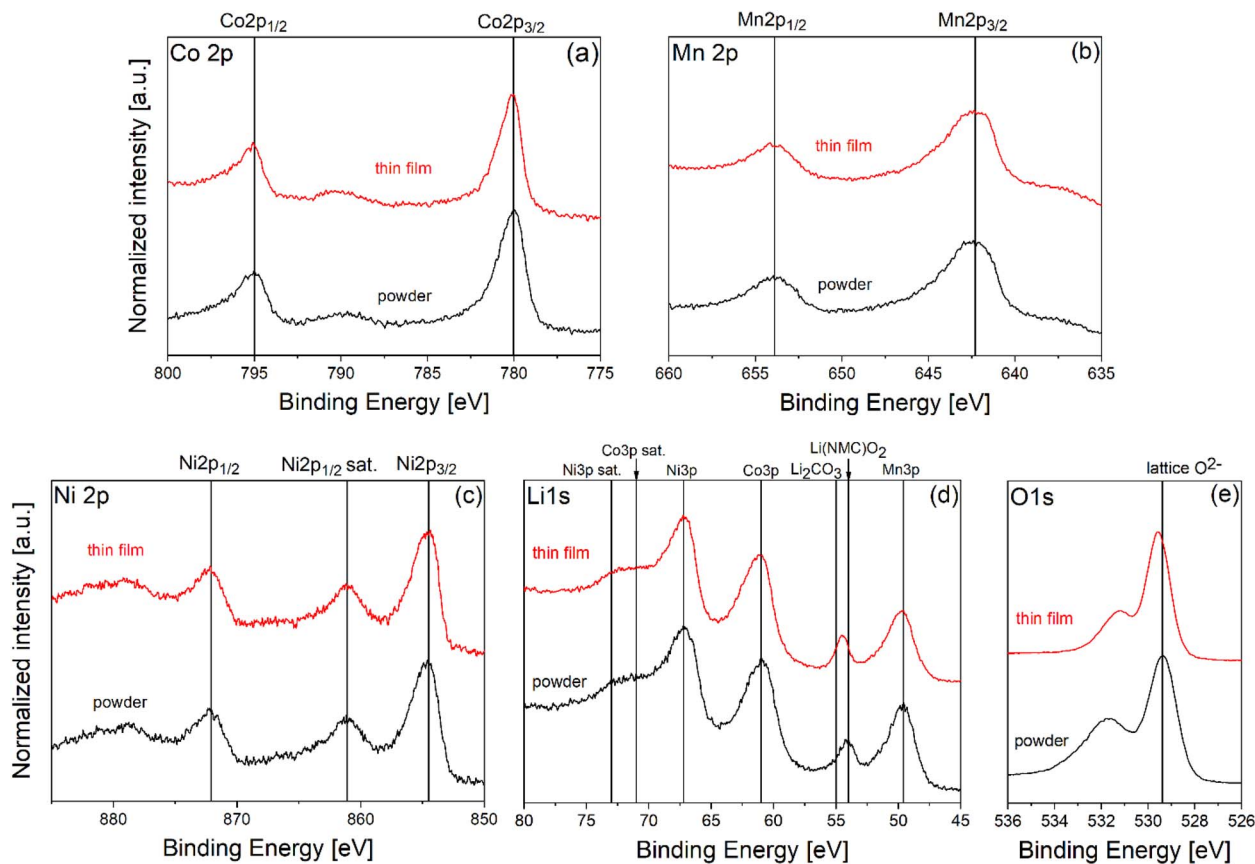 Co2p1/2 Co2p3/2
Co 2p (a)
thin film
powder
800 795 790 785 780 775
Binding Energy [eV]
Normalized intensity [a.u.]
Mn2p1/2 Mn2p3/2
Mn 2p (b)
thin film
powder
660 655 650 645 640 635
Binding Energy [eV]
Ni2p1/2 Ni2p1/2 sat. Ni2p3/2
Ni 2p (c)
thin film
powder
880 870 860 850
Binding Energy [eV]
Normalized intensity [a.u.]
Co3p sat. Li(NMC)O2
Ni3p sat. Ni3p Co3p Li2CO3 Mn3p
Li1s (d)
thin film
powder
80 75 70 65 60 55 50 45
Binding Energy [eV]
lattice O2-
O1s (e)
thin film
powder
536 534 532 530 528 526
Binding Energy [eV]